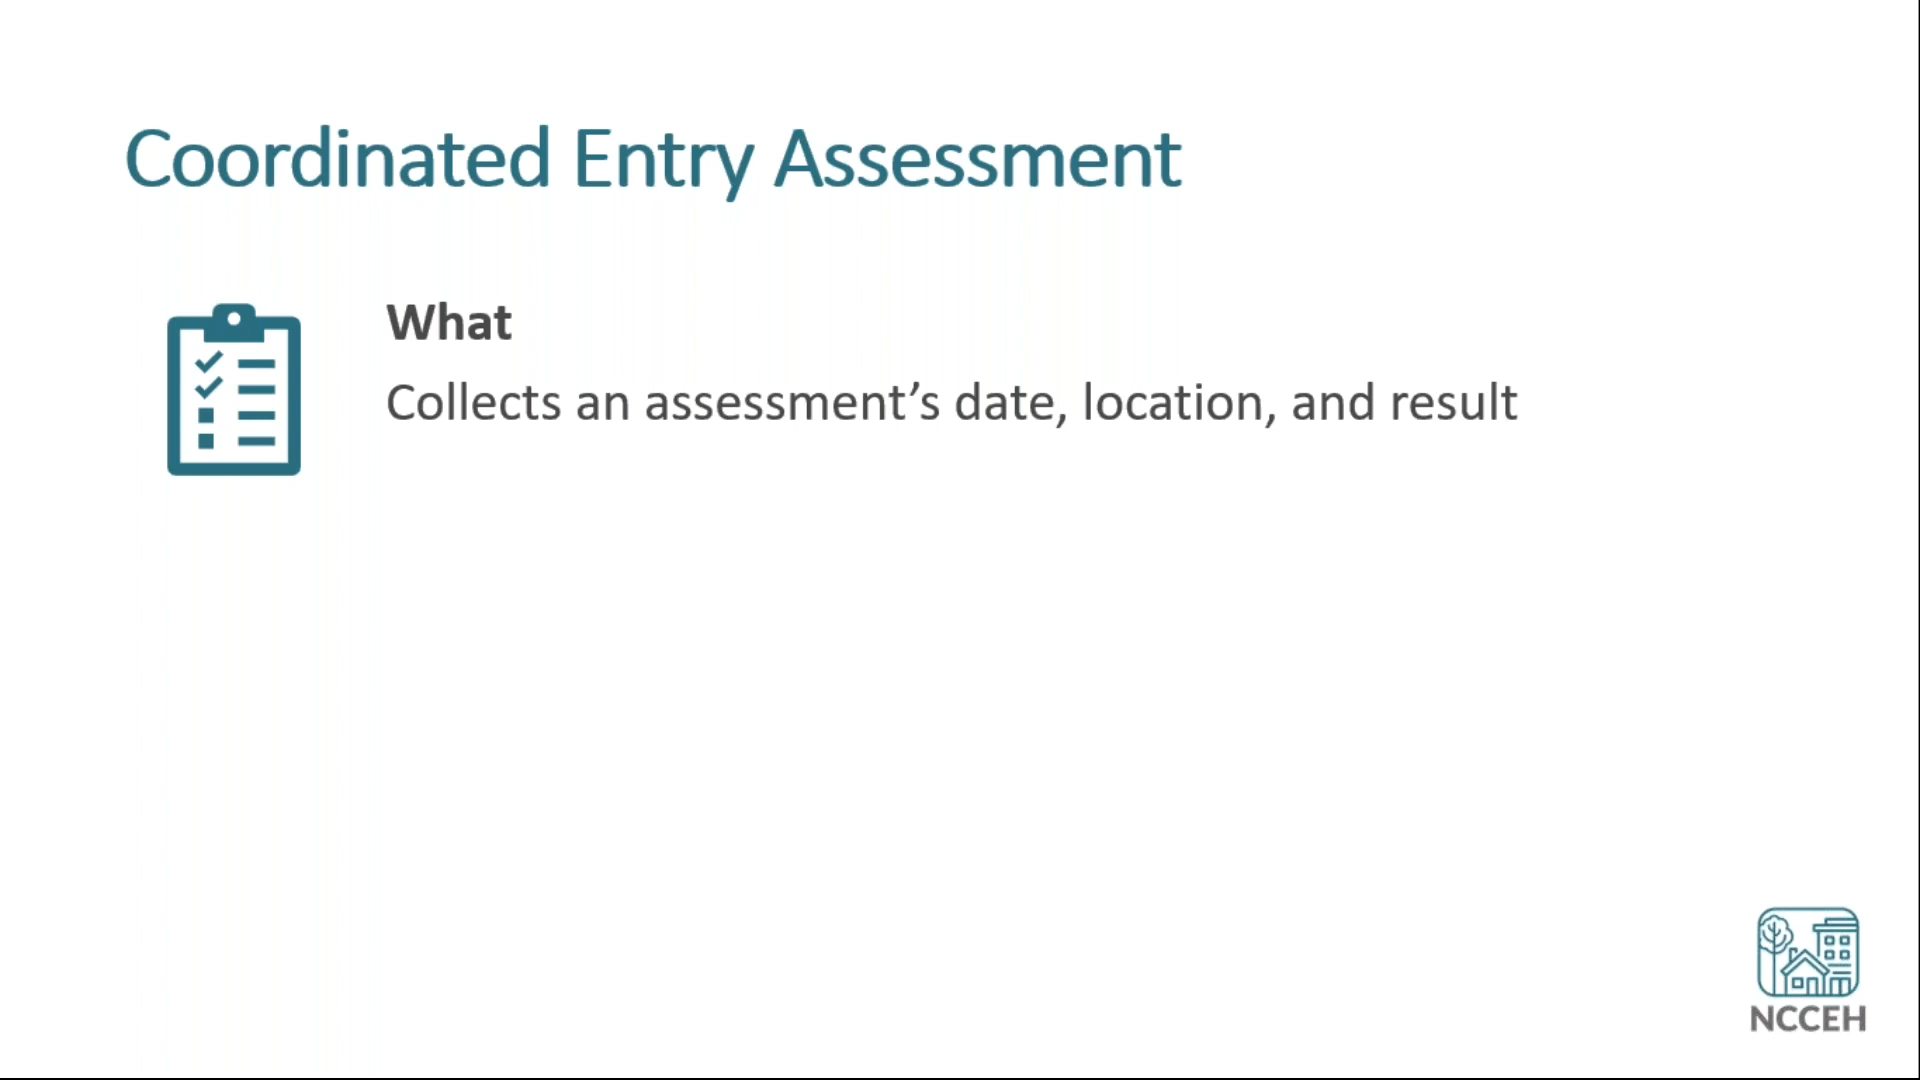 Coordinated Entry Assessment
What
Collects an assessment’s date, location, and result
NCCEH